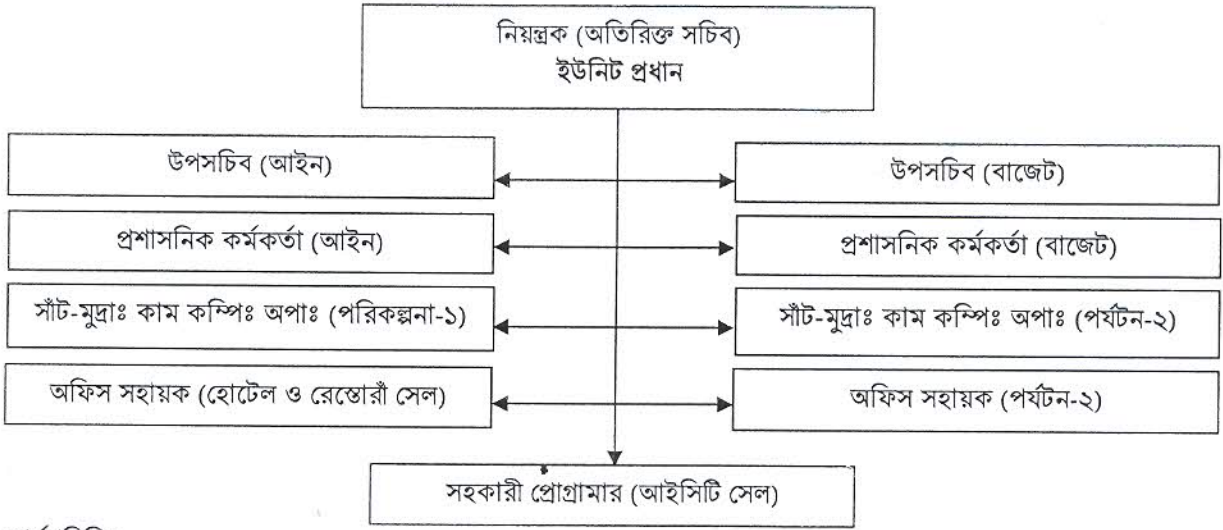 নিয়ন্ত্রক (অতিরিক্ত সচিব)
ইউনিট প্রধান
উপসচিব (আইন)
উপসচিব (বাজেট)
প্রশাসনিক কর্মকর্তা (আইন)
প্রশাসনিক কর্মকর্তা (বাজেট)
সাঁট-মুদ্রাঃ কাম কম্পিঃ অপাঃ (পরিকল্পনা-১)
সাঁট-মুদ্রাঃ কাম কম্পিঃ অপাঃ (পর্যটন-২)
অফিস সহায়ক (হোটেল ও রেস্তোরাঁ সেল)
অফিস সহায়ক (পর্যটন-২)
সহকারী প্রোগ্রামার (আইসিটি সেল)